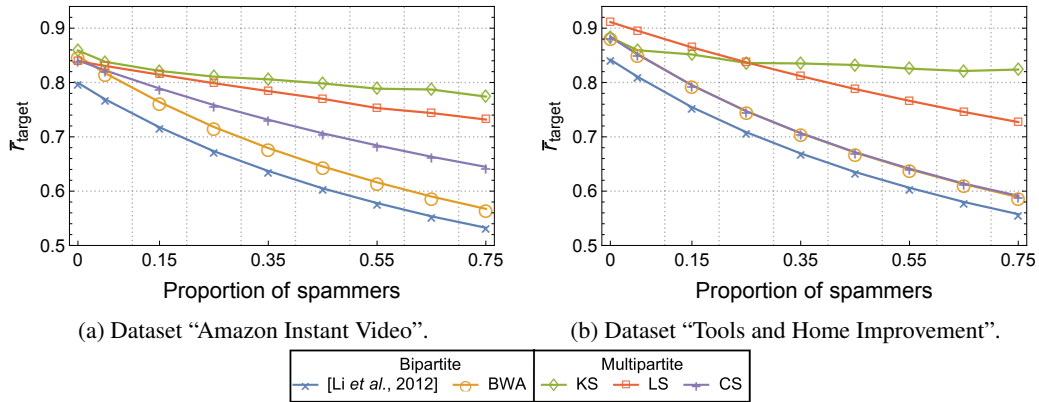 0.9
0.8
0.7
0.6
0.5
r̅target
0 0.15 0.35 0.55 0.75
Proportion of spammers
(a) Dataset “Amazon Instant Video”.
0.9
0.8
0.7
0.6
0.5
r̅target
0 0.15 0.35 0.55 0.75
Proportion of spammers
(b) Dataset “Tools and Home Improvement”.
Bipartite Multipartite
[Li et al., 2012] BWA KS LS CS